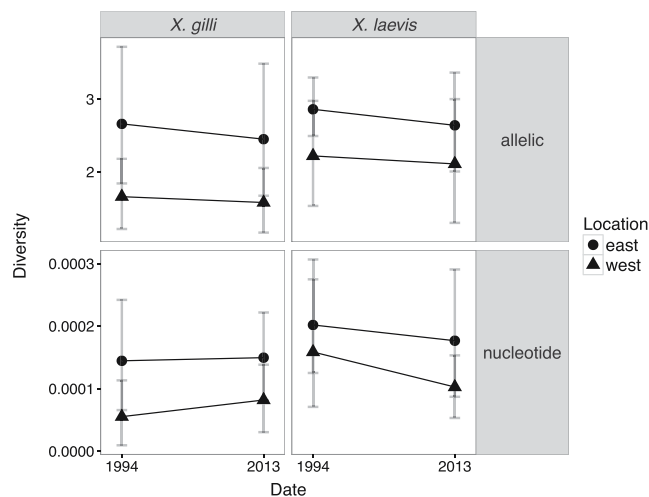 X. gilli X. laevis
3
2
allelic
Diversity
0.0003
0.0002
0.0001
0.0000
nucleotide
1994 2013 1994 2013
Date
Location
east
west